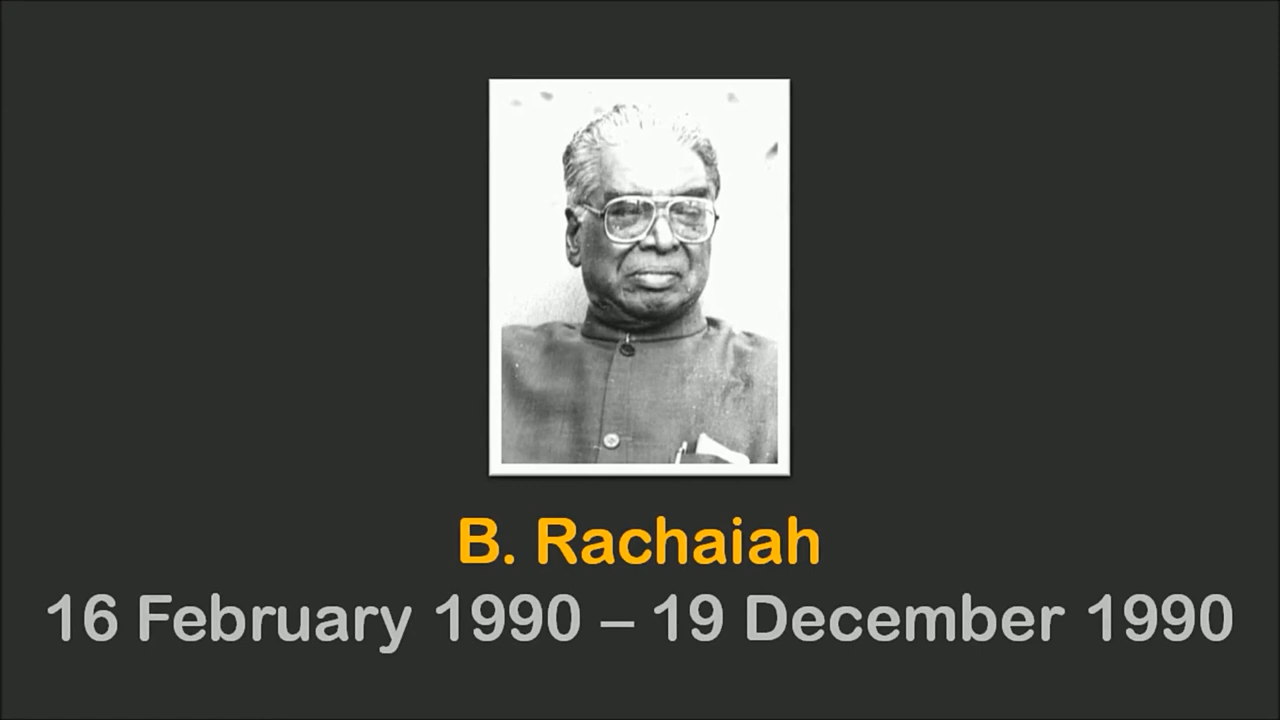 B. Rachaiah
16 February 1990 – 19 December 1990